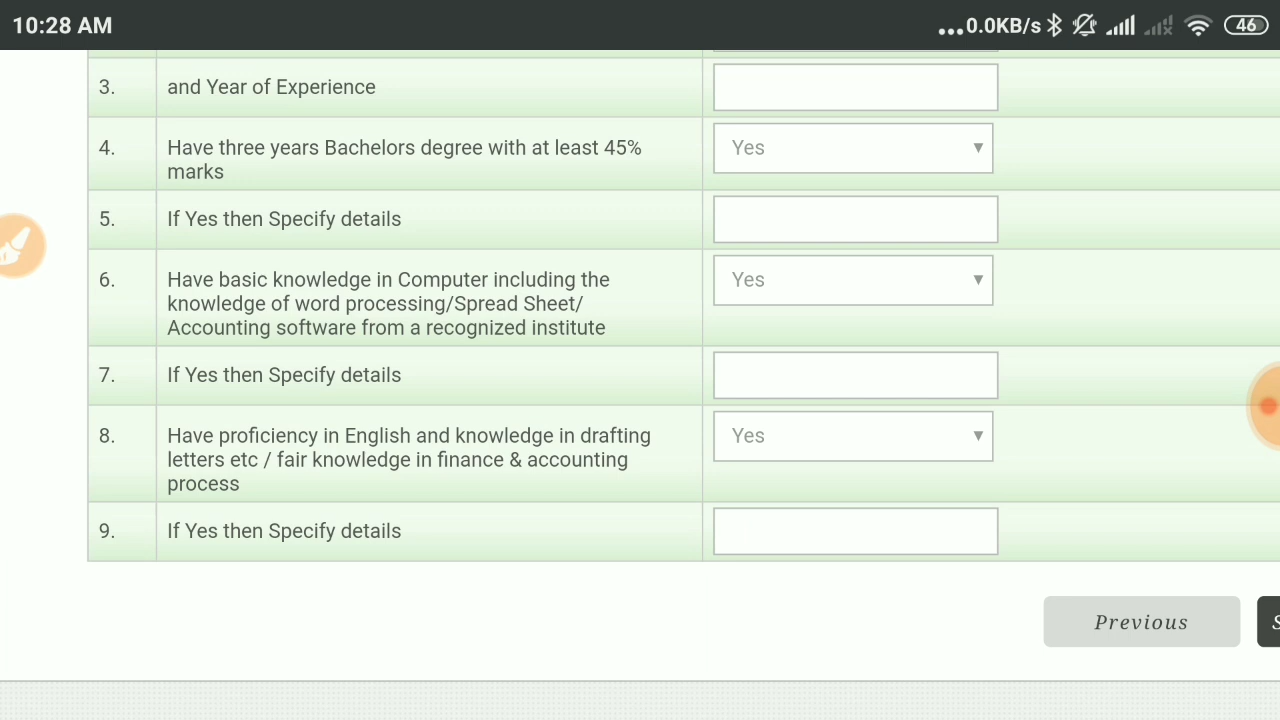 10:28 AM
...0.0KB/s
46
3. and Year of Experience
4. Have three years Bachelors degree with at least 45% Yes
marks
5. If Yes then Specify details
6. Have basic knowledge in Computer including the Yes
knowledge of word processing/Spread Sheet/
Accounting software from a recognized institute
7. If Yes then Specify details
8. Have proficiency in English and knowledge in drafting Yes
letters etc / fair knowledge in finance & accounting
process
9. If Yes then Specify details
Previous